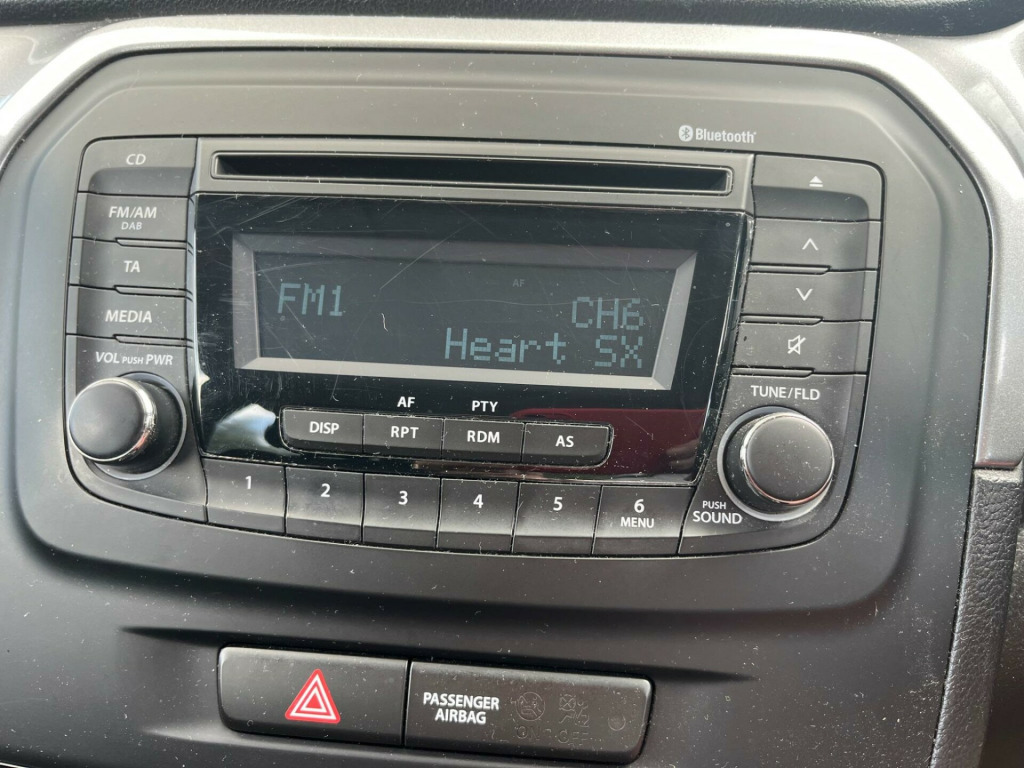 Bluetooth
CD
FM/AM
DAB
TA
MEDIA
VOL PUSH PWR
AF
FM1
CH6
Heart SX
TUNE/FLD
AF
PTY
DISP
RPT
RDM
AS
1
2
3
4
5
6
MENU
PUSH
SOUND
PASSENGER
AIRBAG
OFF